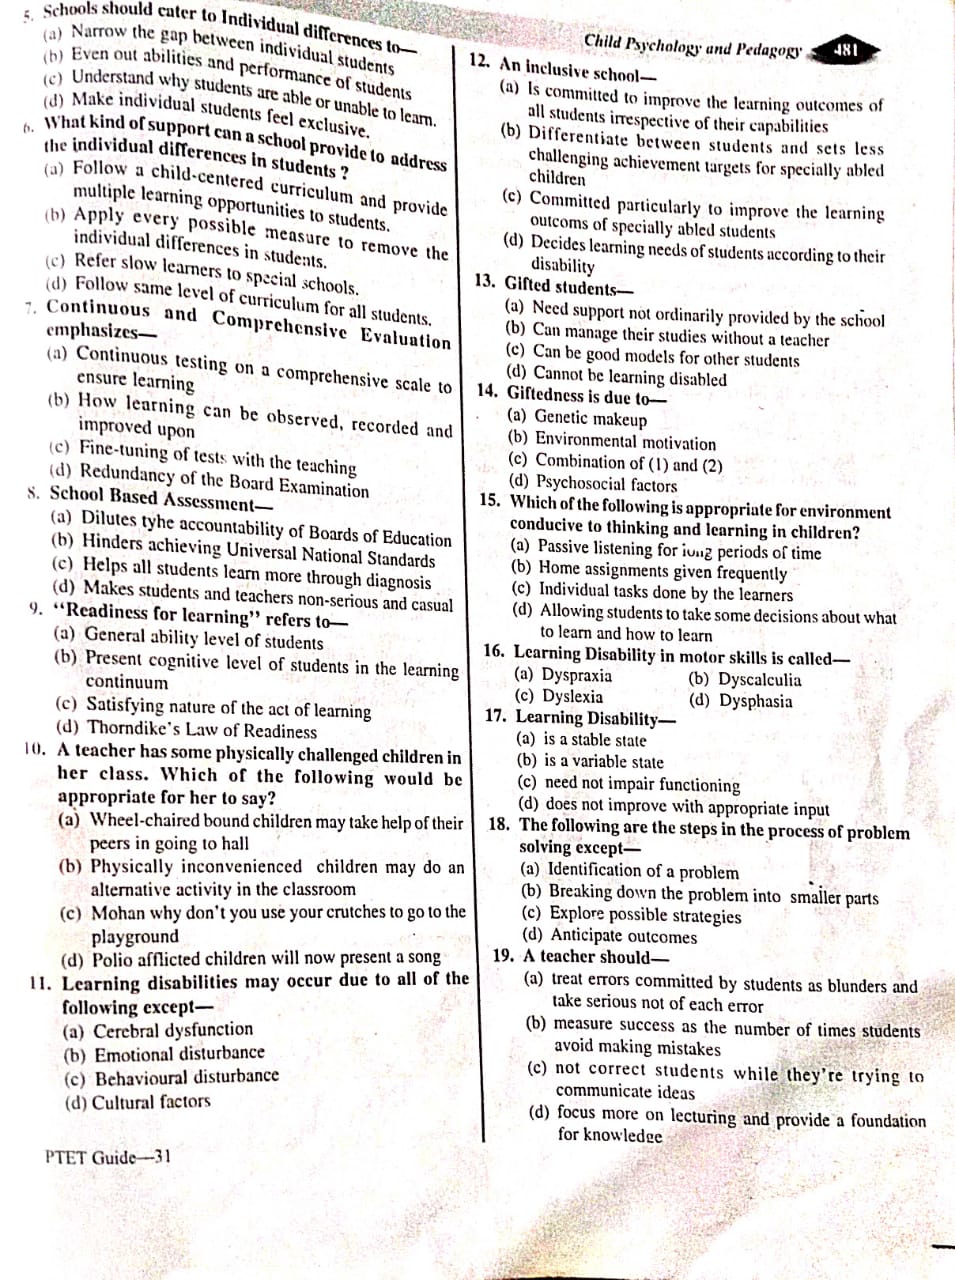 Child Psychology and Pedagogy 481
5. Schools should cater to Individual differences to—
(a) Narrow the gap between individual students
(b) Even out abilities and performance of students
(c) Understand why students are able or unable to learn.
(d) Make individual students feel exclusive.
6. What kind of support can a school provide to address
the individual differences in students ?
(a) Follow a child-centered curriculum and provide
multiple learning opportunities to students.
(b) Apply every possible measure to remove the
individual differences in students.
(c) Refer slow learners to special schools.
(d) Follow same level of curriculum for all students.
7. Continuous and Comprehensive Evaluation
emphasizes—
(a) Continuous testing on a comprehensive scale to
ensure learning
(b) How learning can be observed, recorded and
improved upon
(c) Fine-tuning of tests with the teaching
(d) Redundancy of the Board Examination
8. School Based Assessment—
(a) Dilutes tyhe accountability of Boards of Education
(b) Hinders achieving Universal National Standards
(c) Helps all students learn more through diagnosis
(d) Makes students and teachers non-serious and casual
9. “Readiness for learning” refers to—
(a) General ability level of students
(b) Present cognitive level of students in the learning
continuum
(c) Satisfying nature of the act of learning
(d) Thorndike's Law of Readiness
10. A teacher has some physically challenged children in
her class. Which of the following would be
appropriate for her to say?
(a) Wheel-chaired bound children may take help of their
peers in going to hall
(b) Physically inconvenienced children may do an
alternative activity in the classroom
(c) Mohan why don't you use your crutches to go to the
playground
(d) Polio afflicted children will now present a song
11. Learning disabilities may occur due to all of the
following except—
(a) Cerebral dysfunction
(b) Emotional disturbance
(c) Behavioural disturbance
(d) Cultural factors
PTET Guide—31
12. An inclusive school—
(a) Is committed to improve the learning outcomes of
all students irrespective of their capabilities
(b) Differentiate between students and sets less
challenging achievement targets for specially abled
children
(c) Committed particularly to improve the learning
outcoms of specially abled students
(d) Decides learning needs of students according to their
disability
13. Gifted students—
(a) Need support not ordinarily provided by the school
(b) Can manage their studies without a teacher
(c) Can be good models for other students
(d) Cannot be learning disabled
14. Giftedness is due to—
(a) Genetic makeup
(b) Environmental motivation
(c) Combination of (1) and (2)
(d) Psychosocial factors
15. Which of the following is appropriate for environment
conducive to thinking and learning in children?
(a) Passive listening for long periods of time
(b) Home assignments given frequently
(c) Individual tasks done by the learners
(d) Allowing students to take some decisions about what
to learn and how to learn
16. Learning Disability in motor skills is called—
(a) Dyspraxia (b) Dyscalculia
(c) Dyslexia (d) Dysphasia
17. Learning Disability—
(a) is a stable state
(b) is a variable state
(c) need not impair functioning
(d) does not improve with appropriate input
18. The following are the steps in the process of problem
solving except—
(a) Identification of a problem
(b) Breaking down the problem into smailer parts
(c) Explore possible strategies
(d) Anticipate outcomes
19. A teacher should—
(a) treat errors committed by students as blunders and
take serious not of each error
(b) measure success as the number of times students
avoid making mistakes
(c) not correct students while they're trying to
communicate ideas
(d) focus more on lecturing and provide a foundation
for knowledge